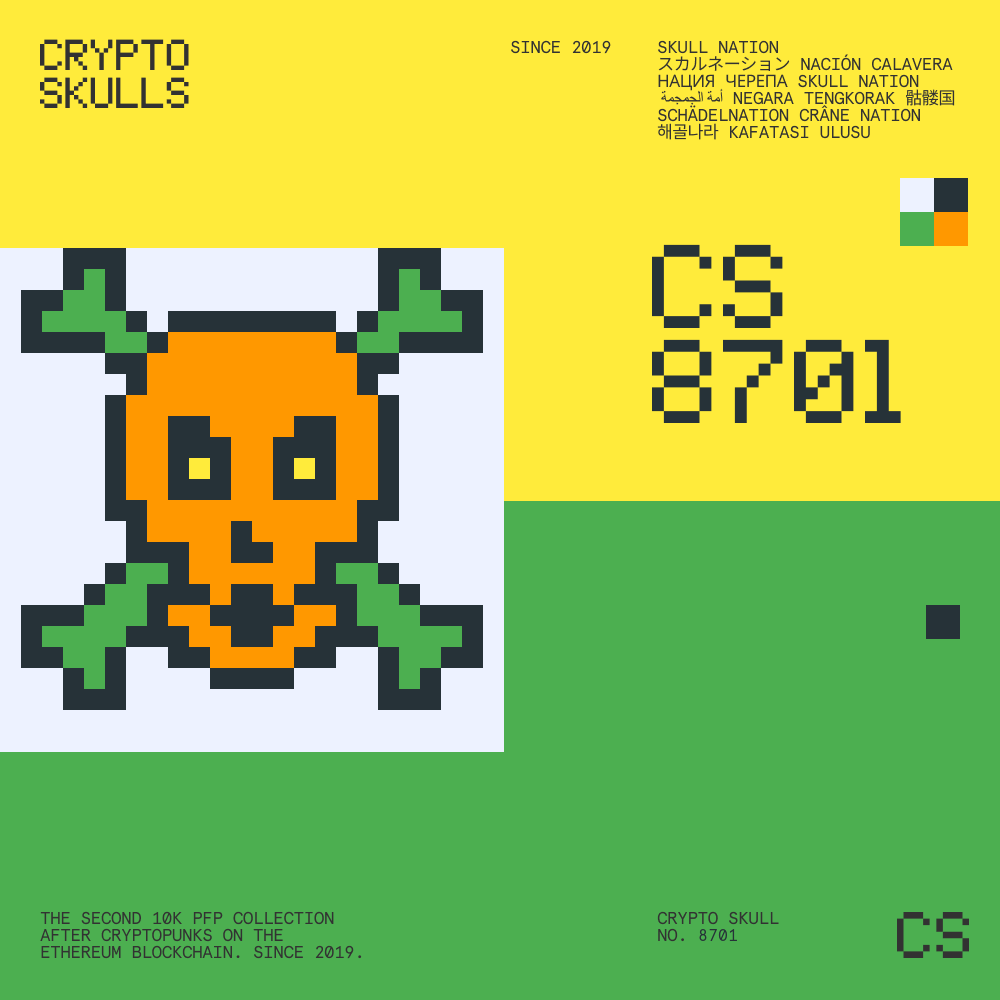 CRYPTO
SKULLS
SINCE 2019
SKULL NATION
スカルネーション NACIÓN CALAVERA
НАЦИЯ ЧЕРЕПА SKULL NATION
أمة الجمجمة NEGARA TENGKORAK 骷髅国
SCHÄDELNATION CRÂNE NATION
해골나라 KAFATASI ULUSU
CS
8701
THE SECOND 10K PFP COLLECTION
AFTER CRYPTOPUNKS ON THE
ETHEREUM BLOCKCHAIN. SINCE 2019.
CRYPTO SKULL
NO. 8701
CS